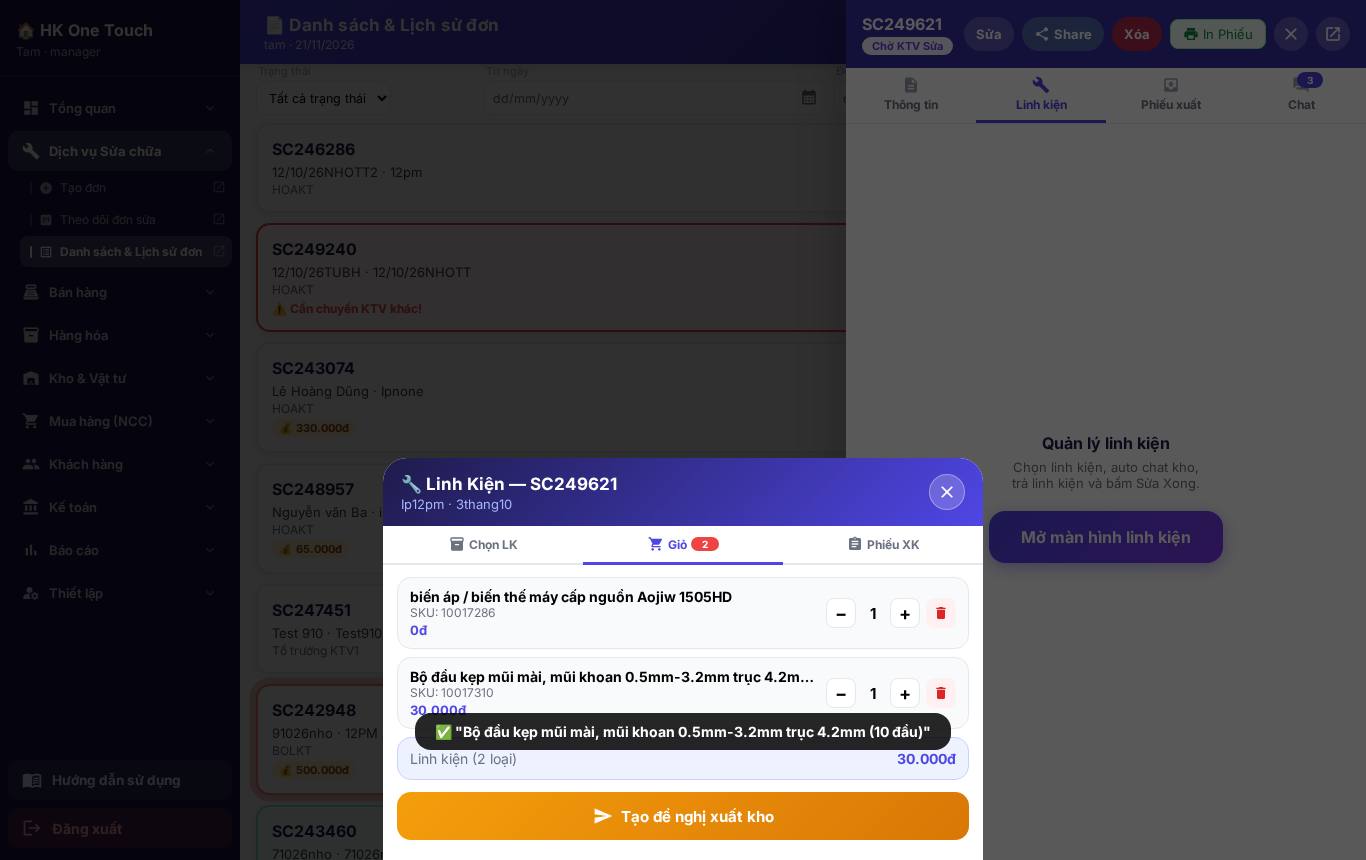 🏠 HK One Touch
Tam · manager
Tổng quan
Dịch vụ Sửa chữa
Tạo đơn
Theo dõi đơn sửa
Danh sách & Lịch sử đơn
Bán hàng
Hàng hóa
Kho & Vật tư
Mua hàng (NCC)
Khách hàng
Kế toán
Báo cáo
Thiết lập
Hướng dẫn sử dụng
Đăng xuất
📄 Danh sách & Lịch sử đơn
tam · 21/11/2026
Trạng thái
Từ ngày
Tất cả trạng thái
dd/mm/yyyy
SC246286
12/10/26NHOTT2 · 12pm
HOAKT
SC249240
12/10/26TUBH · 12/10/26NHOTT
HOAKT
⚠️ Cần chuyển KTV khác!
SC243074
Lê Hoàng Dũng · Ipnone
HOAKT
💰 330.000đ
SC248957
Nguyễn văn Ba · i
HOAKT
💰 65.000đ
SC247451
Test 910 · Test910
Tổ trưởng KTV1
SC242948
91026nho · 12PM
BOLKT
💰 500.000đ
SC243460
71026nho · 71026n
SC249621
Chờ KTV Sửa
Sửa
Share
Xóa
In Phiếu
Thông tin
Linh kiện
Phiếu xuất
3
Chat
Quản lý linh kiện
Chọn linh kiện, auto chat kho,
trả linh kiện và bấm Sửa Xong.
Mở màn hình linh kiện
🔧 Linh Kiện — SC249621
Ip12pm · 3thang10
Chọn LK
Giỏ 2
Phiếu XK
biến áp / biến thế máy cấp nguồn Aojiw 1505HD
SKU: 10017286
0đ
− 1 +
Bộ đầu kẹp mũi mài, mũi khoan 0.5mm-3.2mm trục 4.2m...
SKU: 10017310
30.000đ
− 1 +
✅ "Bộ đầu kẹp mũi mài, mũi khoan 0.5mm-3.2mm trục 4.2mm (10 đầu)"
Linh kiện (2 loại)
30.000đ
Tạo đề nghị xuất kho